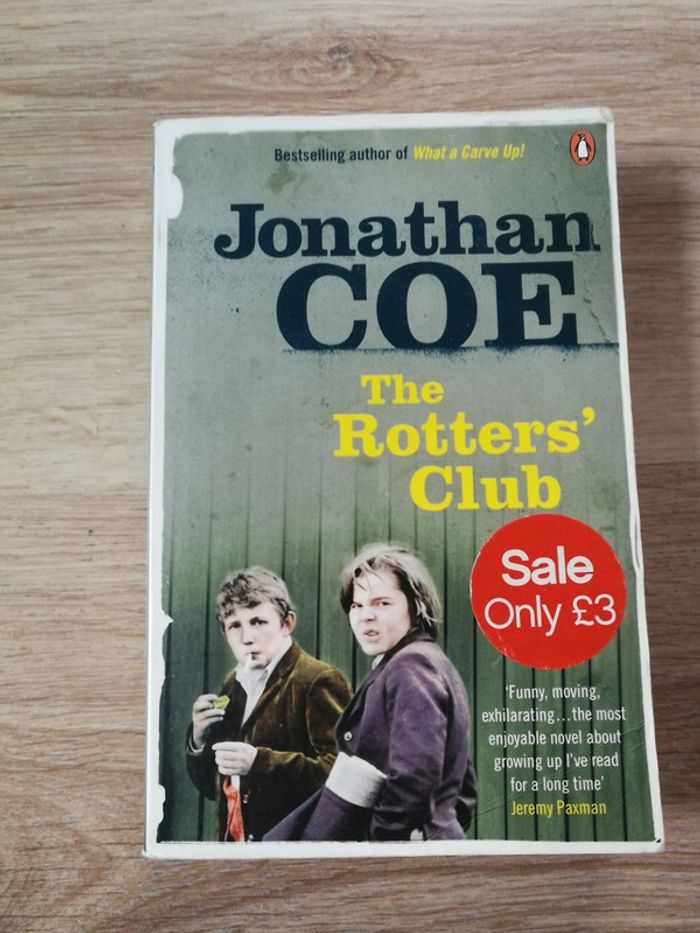 Bestselling author of What a Carve Up!
Jonathan
COE
The
Rotters’
Club
Sale
Only £3
‘Funny, moving,
exhilarating...the most
enjoyable novel about
growing up I’ve read
for a long time’
Jeremy Paxman